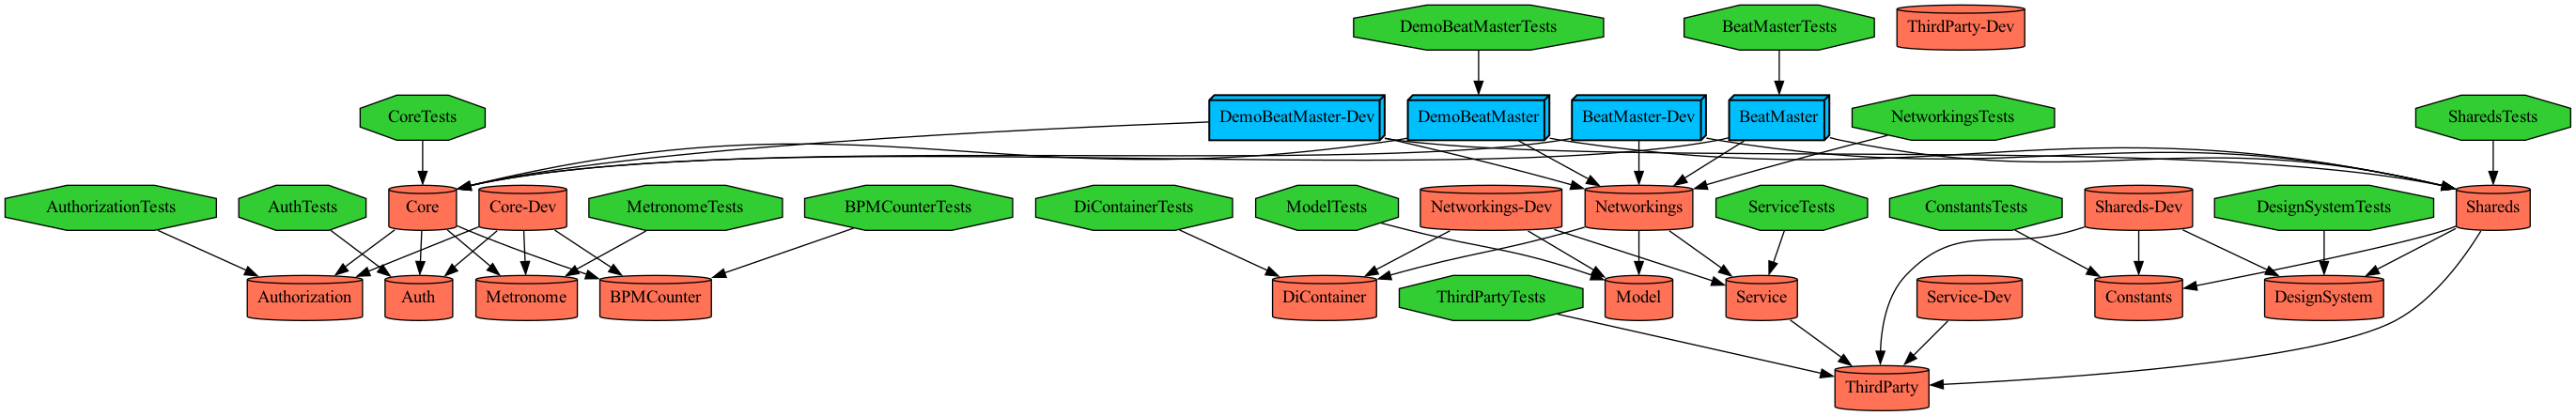 DemoBeatMasterTests
BeatMasterTests
ThirdParty-Dev
CoreTests
DemoBeatMaster-Dev
DemoBeatMaster
BeatMaster-Dev
BeatMaster
NetworkingsTests
SharedsTests
AuthorizationTests
AuthTests
Core
Core-Dev
MetronomeTests
BPMCounterTests
DiContainerTests
ModelTests
Networkings-Dev
Networkings
ServiceTests
ConstantsTests
Shareds-Dev
DesignSystemTests
Shareds
Authorization
Auth
Metronome
BPMCounter
DiContainer
ThirdPartyTests
Model
Service
Service-Dev
Constants
DesignSystem
ThirdParty